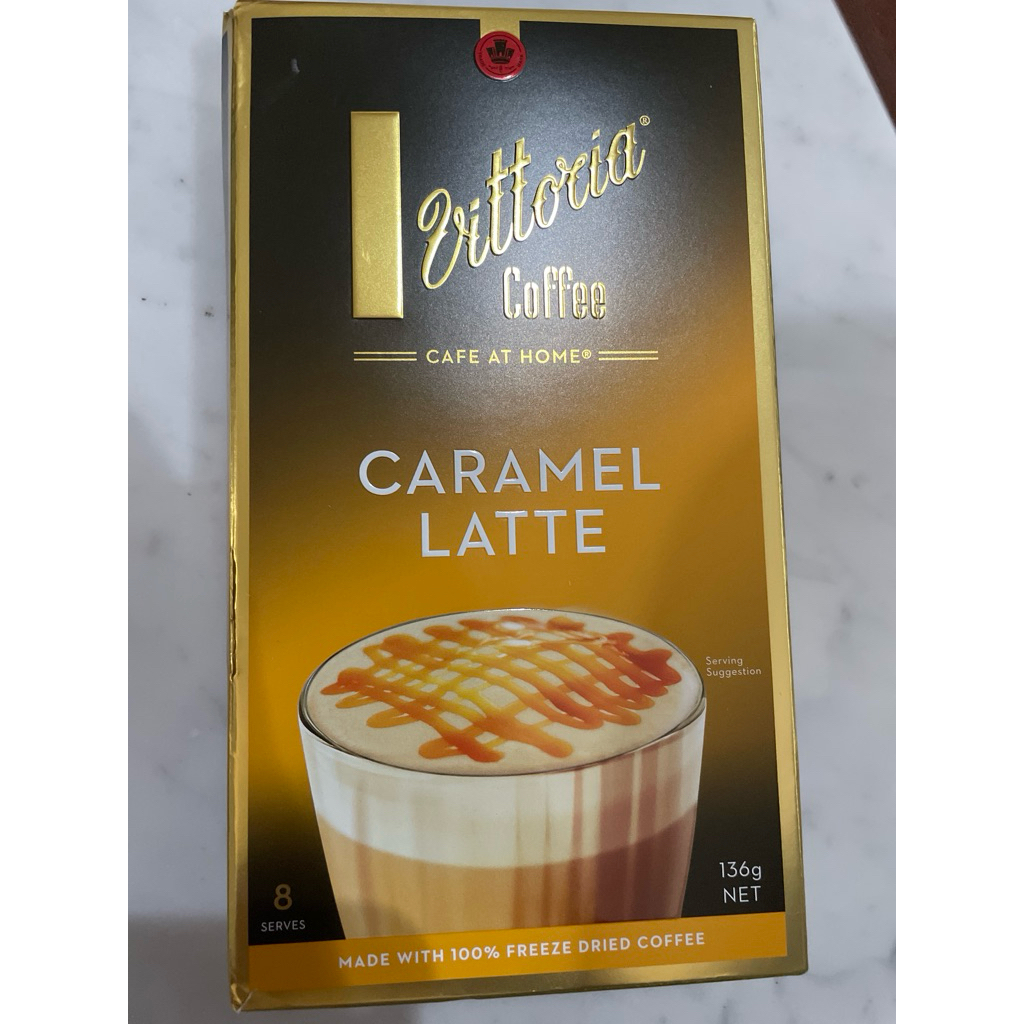 Vittoria®
Coffee
CAFE AT HOME®
CARAMEL
LATTE
Serving
Suggestion
136g
NET
8
SERVES
MADE WITH 100% FREEZE DRIED COFFEE